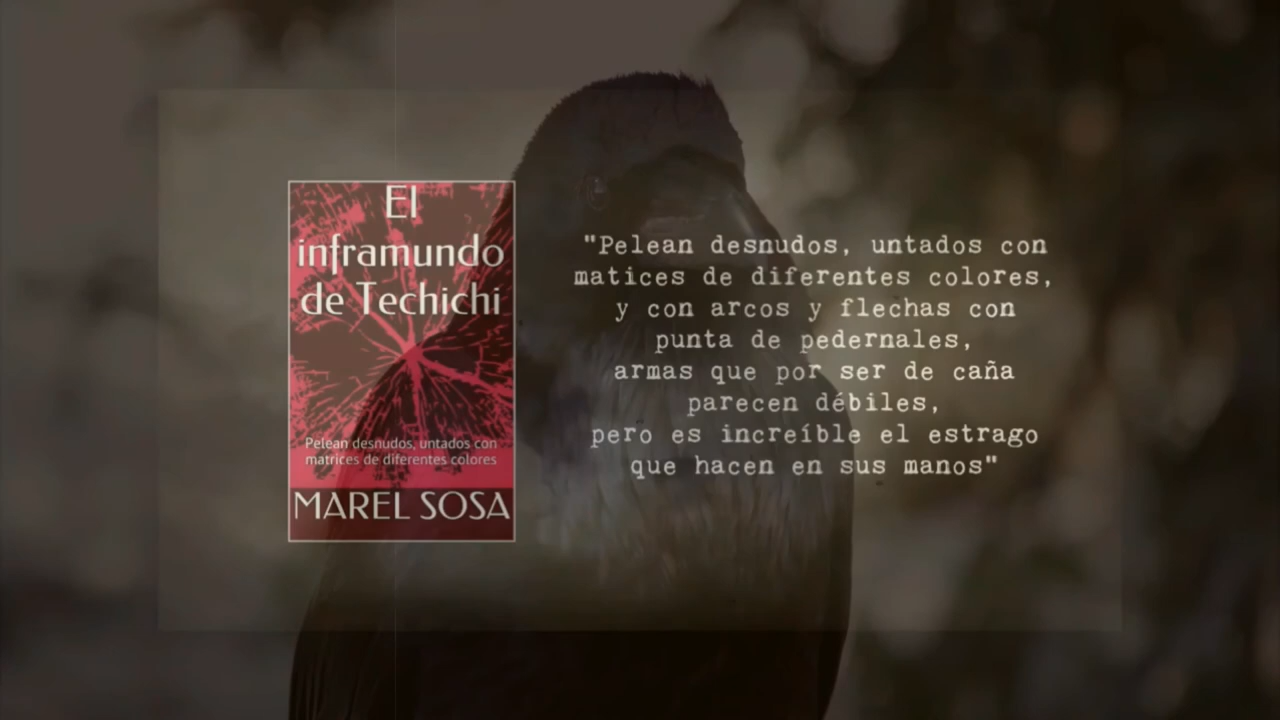 El
inframundo
de Techichi
Pelean desnudos, untados con
matrices de diferentes colores
MAREL SOSA
"Pelean desnudos, untados con
matices de diferentes colores,
y con arcos y flechas con
punta de pedernales,
armas que por ser de caña
parecen débiles,
pero es increíble el estrago
que hacen en sus manos"